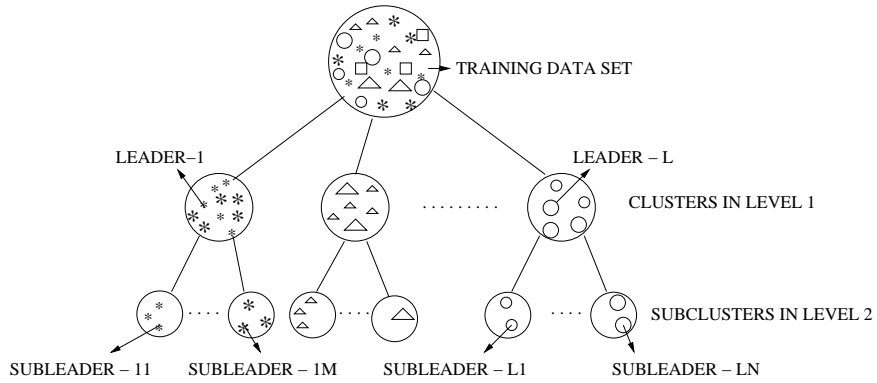 TRAINING DATA SET
LEADER–1
LEADER – L
CLUSTERS IN LEVEL 1
SUBCLUSTERS IN LEVEL 2
SUBLEADER – 11
SUBLEADER – 1M
SUBLEADER – L1
SUBLEADER – LN